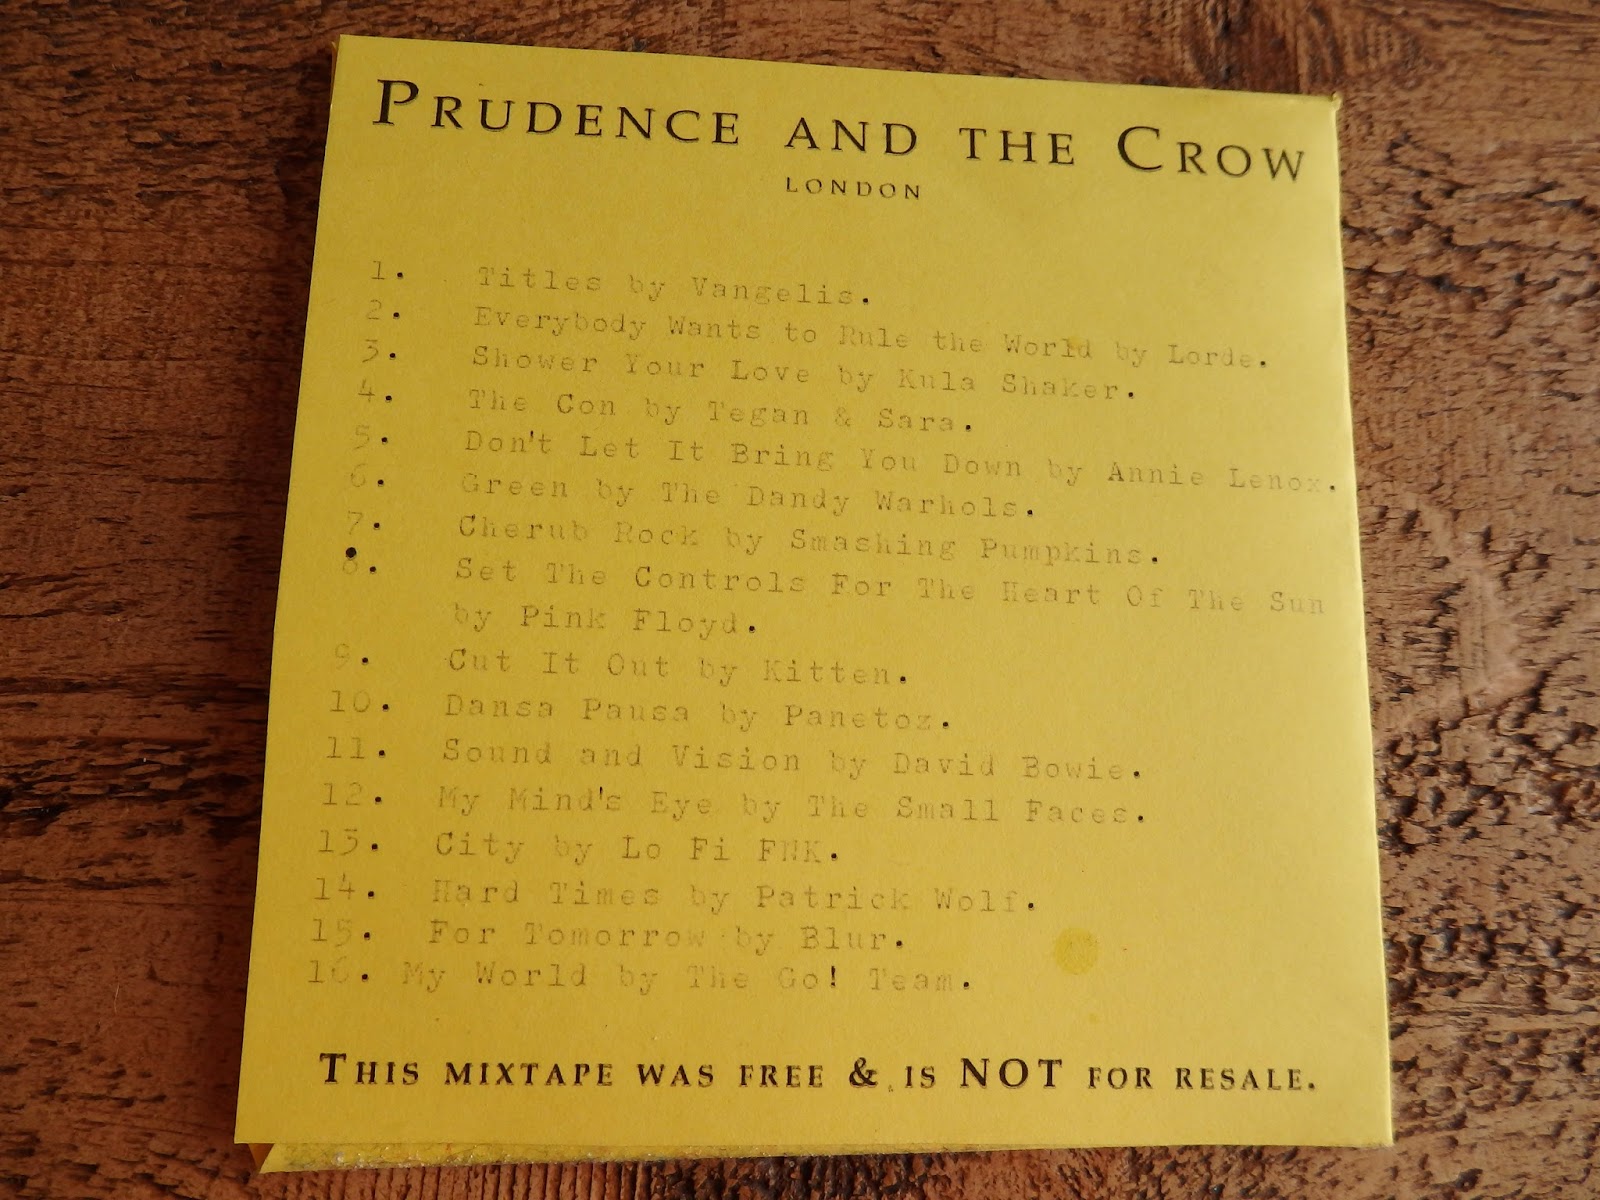 PRUDENCE AND THE CROW
LONDON
1. Titles by Vangelis.
2. Everybody Wants to Rule the World by Lorde.
3. Shower Your Love by Kula Shaker.
4. The Con by Tegan & Sara.
5. Don't Let It Bring You Down by Annie Lenox.
6. Green by The Dandy Warhols.
7. Cherub Rock by Smashing Pumpkins.
8. Set The Controls For The Heart Of The Sun
by Pink Floyd.
9. Cut It Out by Kitten.
10. Dansa Pausa by Panetoz.
11. Sound and Vision by David Bowie.
12. My Mind's Eye by The Small Faces.
13. City by Lo Fi FNK.
14. Hard Times by Patrick Wolf.
15. For Tomorrow by Blur.
16. My World by The Go! Team.
THIS MIXTAPE WAS FREE & IS NOT FOR RESALE.